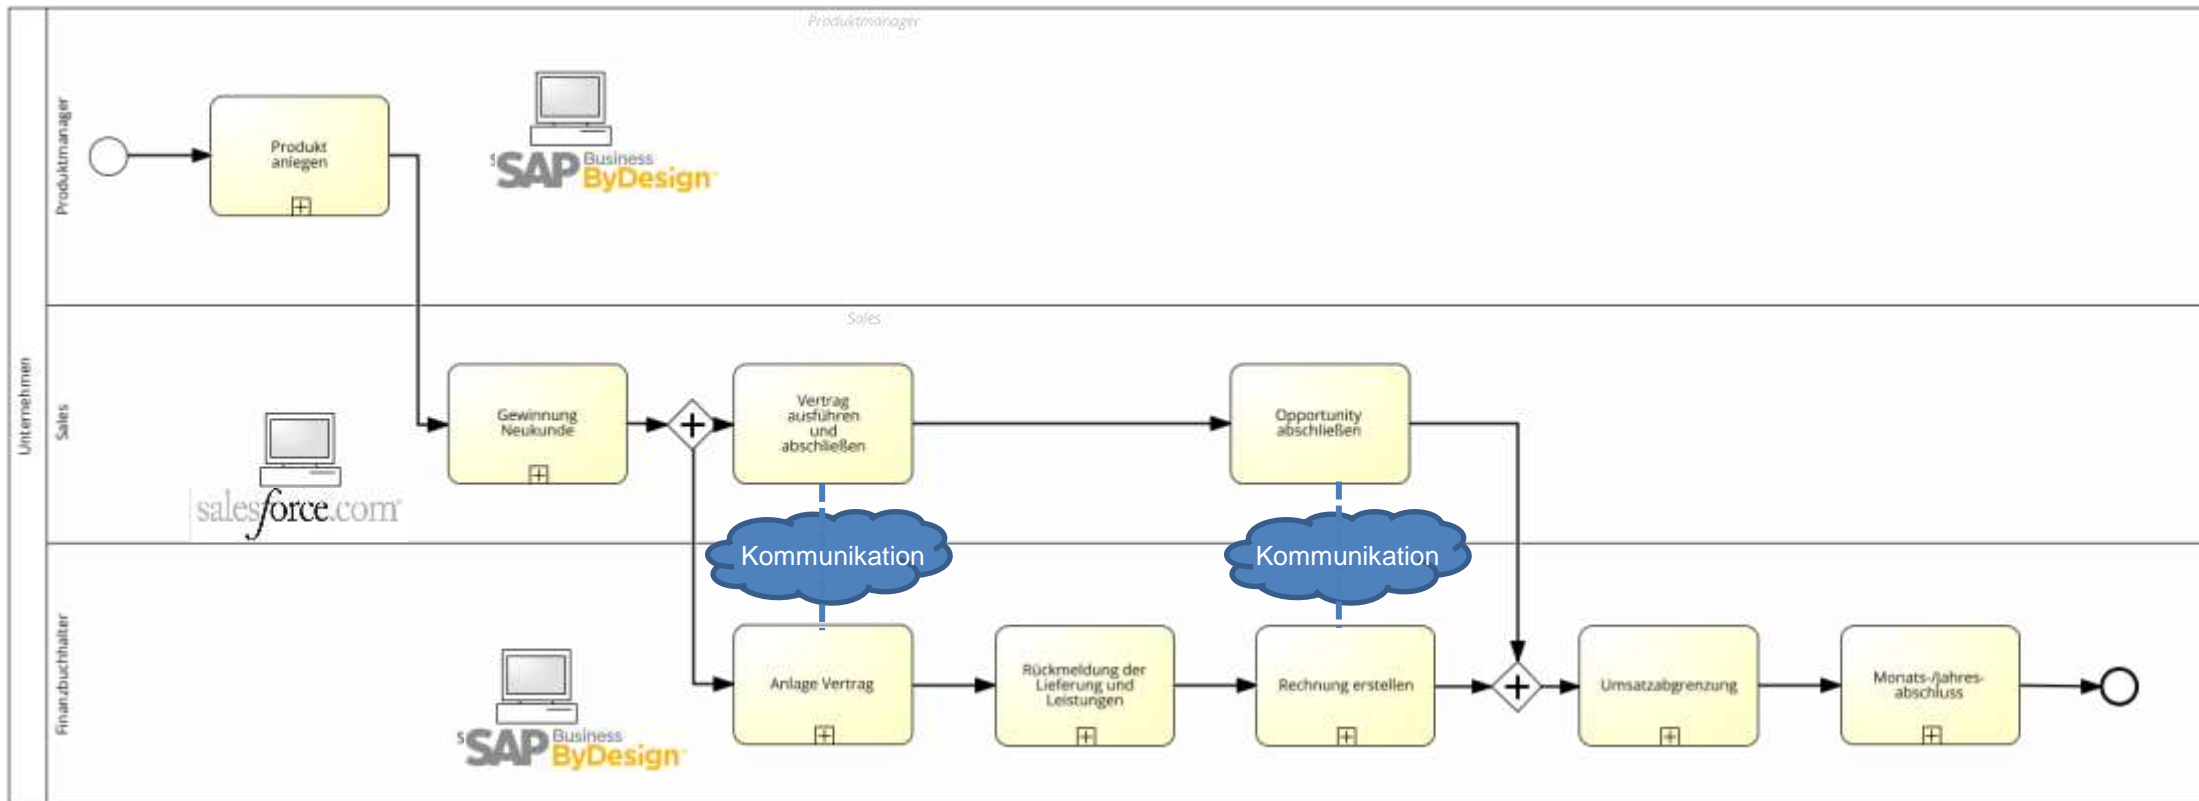 Produktmanager
Unternehmen
Produktmanager
Produkt
anlegen
SAP Business
ByDesign
Sales
Sales
salesforce.com
Gewinnung
Neukunde
Vertrag
ausführen
und
abschließen
Opportunity
abschließen
Kommunikation
Kommunikation
Finanzbuchhalter
SAP Business
ByDesign
Anlage Vertrag
Rückmeldung der
Lieferung und
Leistungen
Rechnung erstellen
Umsatzabgrenzung
Monats-/Jahres-
abschluss